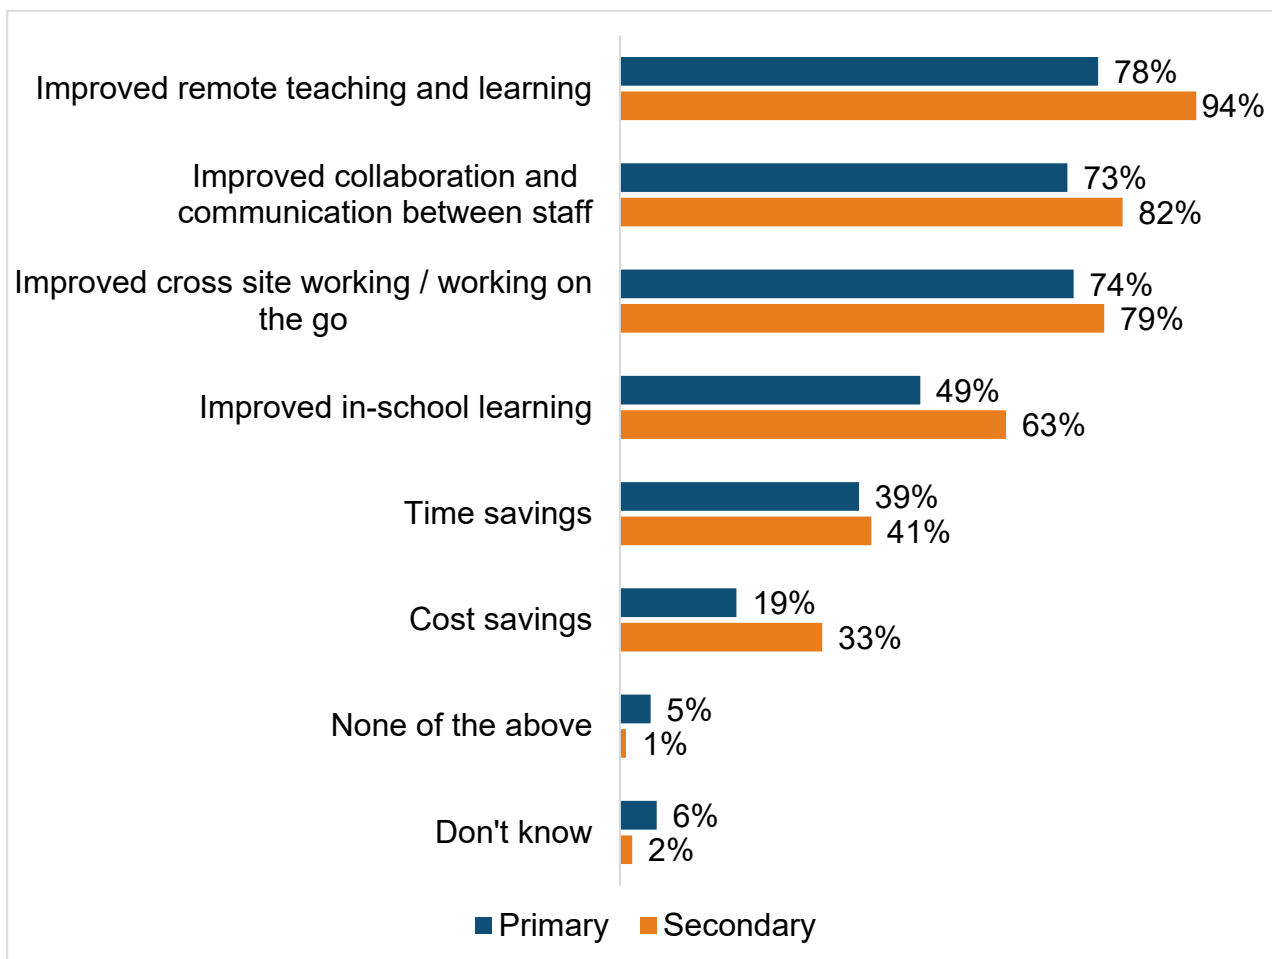 Improved remote teaching and learning
78%
94%
Improved collaboration and
communication between staff
73%
82%
Improved cross site working / working on
the go
74%
79%
Improved in-school learning
49%
63%
Time savings
39%
41%
Cost savings
19%
33%
None of the above
5%
1%
Don't know
6%
2%
Primary Secondary